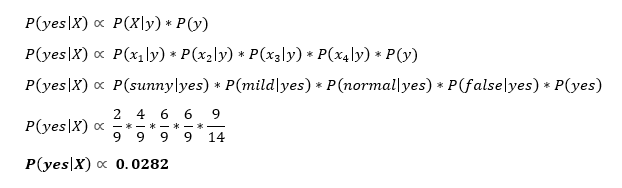 P(yes|X) ∝ P(X|y) * P(y)
P(yes|X) ∝ P(x₁|y) * P(x₂|y) * P(x₃|y) * P(x₄|y) * P(y)
P(yes|X) ∝ P(sunny|yes) * P(mild|yes) * P(normal|yes) * P(false|yes) * P(yes)
P(yes|X) ∝ 2/9 * 4/9 * 6/9 * 6/9 * 9/14
P(yes|X) ∝ 0.0282